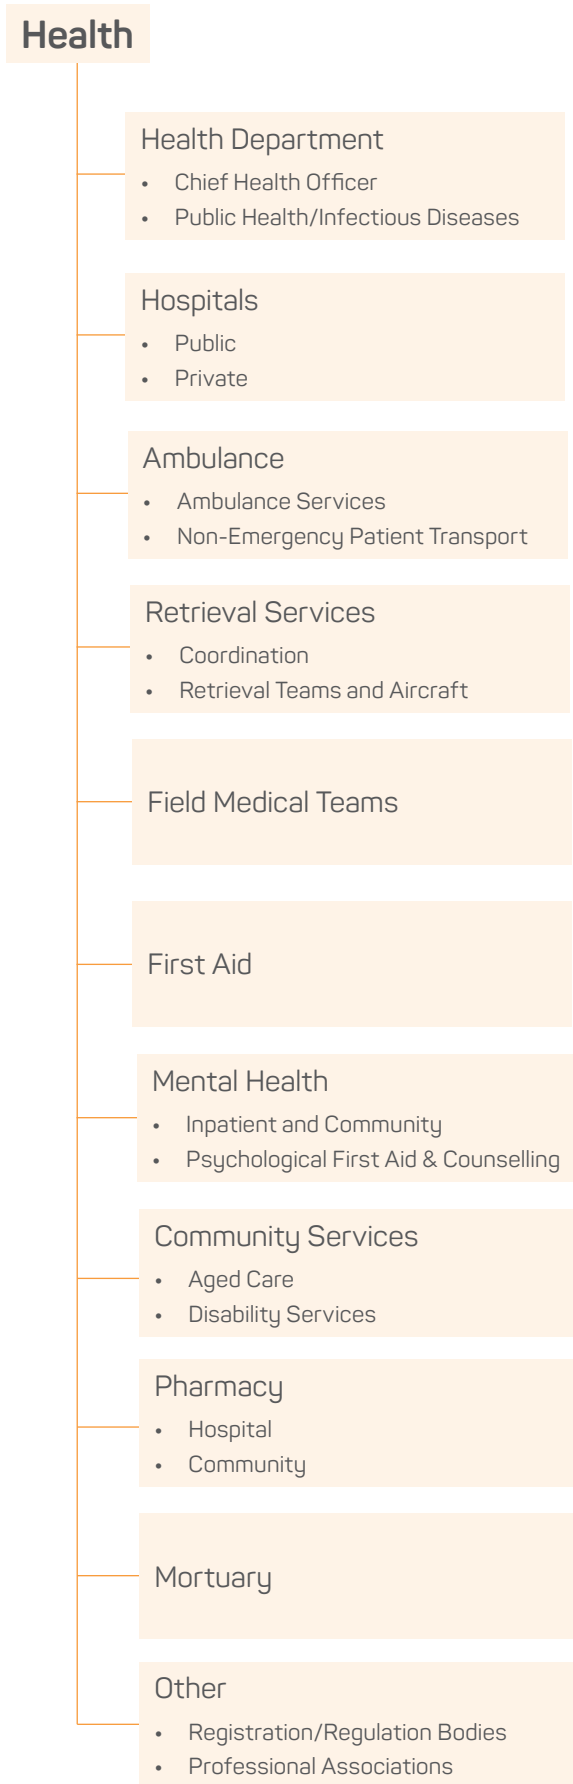 Health
Health Department
• Chief Health Officer
• Public Health/Infectious Diseases
Hospitals
• Public
• Private
Ambulance
• Ambulance Services
• Non-Emergency Patient Transport
Retrieval Services
• Coordination
• Retrieval Teams and Aircraft
Field Medical Teams
First Aid
Mental Health
• Inpatient and Community
• Psychological First Aid & Counselling
Community Services
• Aged Care
• Disability Services
Pharmacy
• Hospital
• Community
Mortuary
Other
• Registration/Regulation Bodies
• Professional Associations